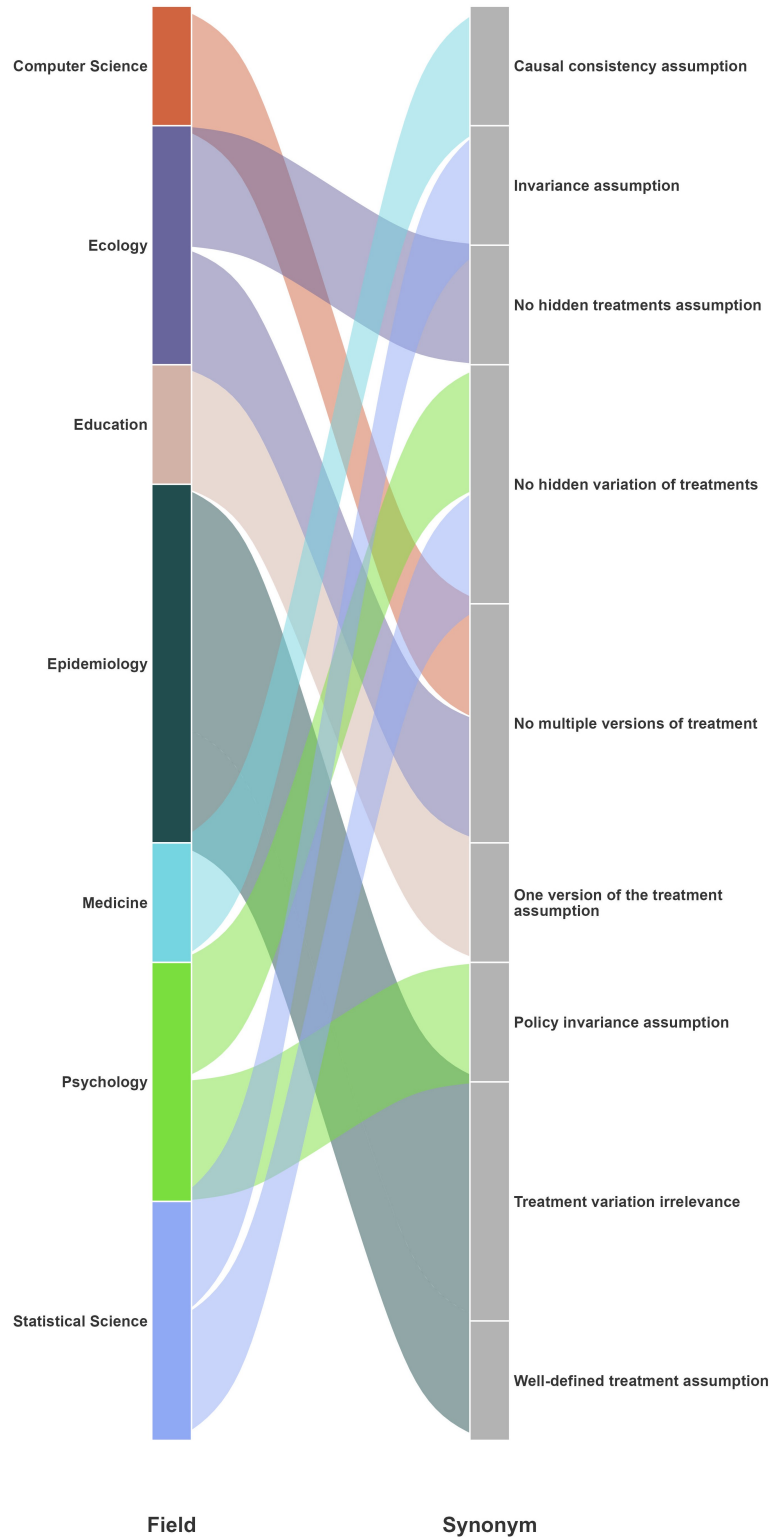 Computer Science
Ecology
Education
Epidemiology
Medicine
Psychology
Statistical Science
Causal consistency assumption
Invariance assumption
No hidden treatments assumption
No hidden variation of treatments
No multiple versions of treatment
One version of the treatment
assumption
Policy invariance assumption
Treatment variation irrelevance
Well-defined treatment assumption
Field
Synonym